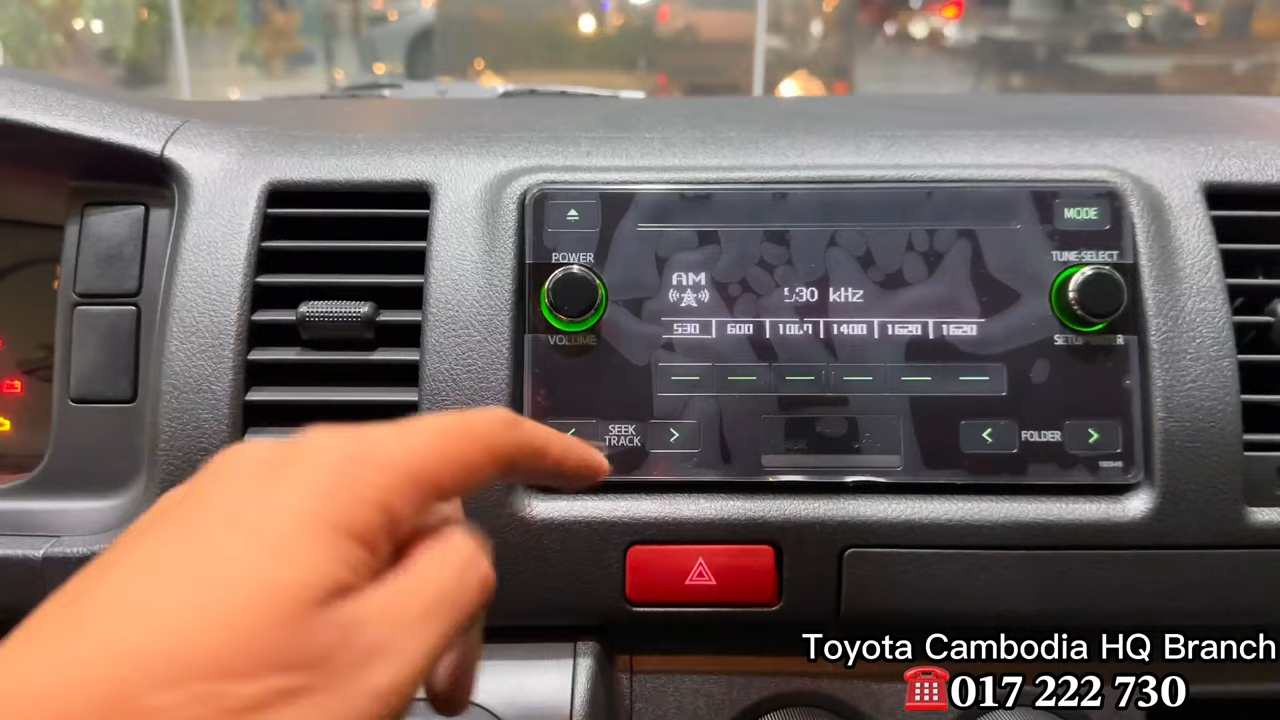 MODE
POWER
TUNE·SELECT
AM
530 kHz
530 600 1000 1400 1620 1620
VOLUME
SEEK
TRACK
FOLDER
Toyota Cambodia HQ Branch
☎017 222 730